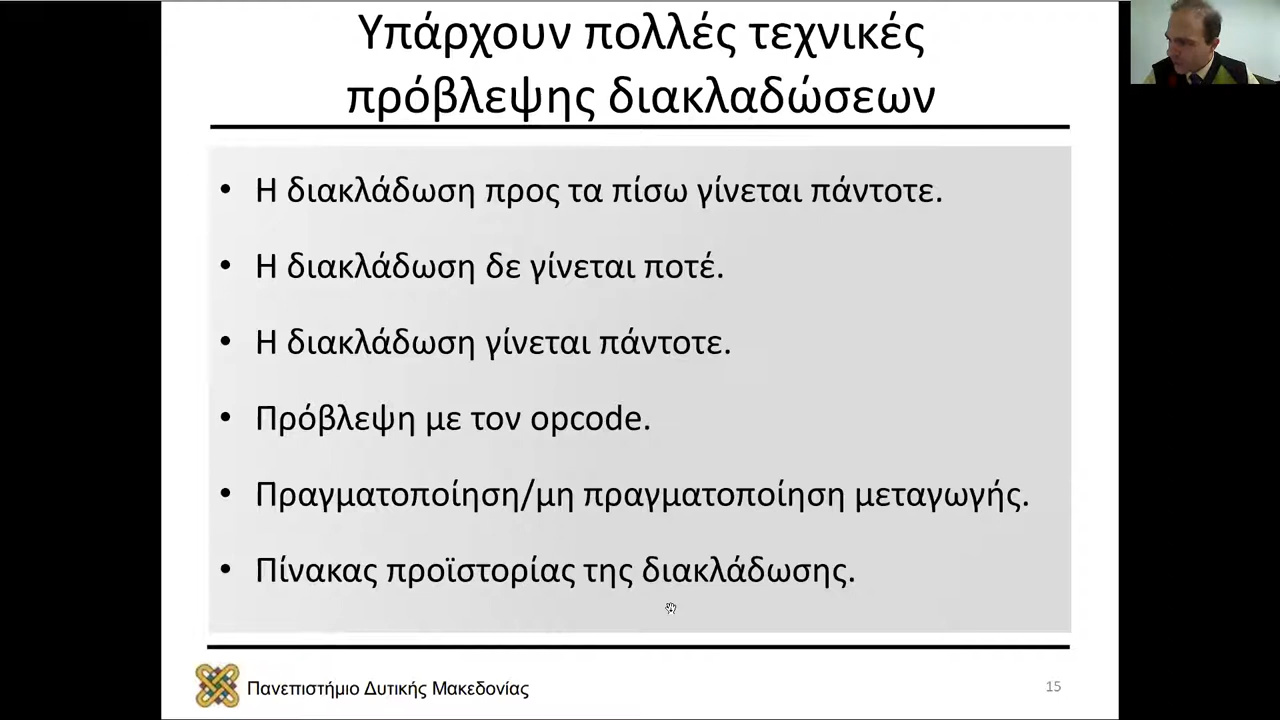 Υπάρχουν πολλές τεχνικές
πρόβλεψης διακλαδώσεων
• Η διακλάδωση προς τα πίσω γίνεται πάντοτε.
• Η διακλάδωση δε γίνεται ποτέ.
• Η διακλάδωση γίνεται πάντοτε.
• Πρόβλεψη με τον opcode.
• Πραγματοποίηση/μη πραγματοποίηση μεταγωγής.
• Πίνακας προϊστορίας της διακλάδωσης.
Πανεπιστήμιο Δυτικής Μακεδονίας
15